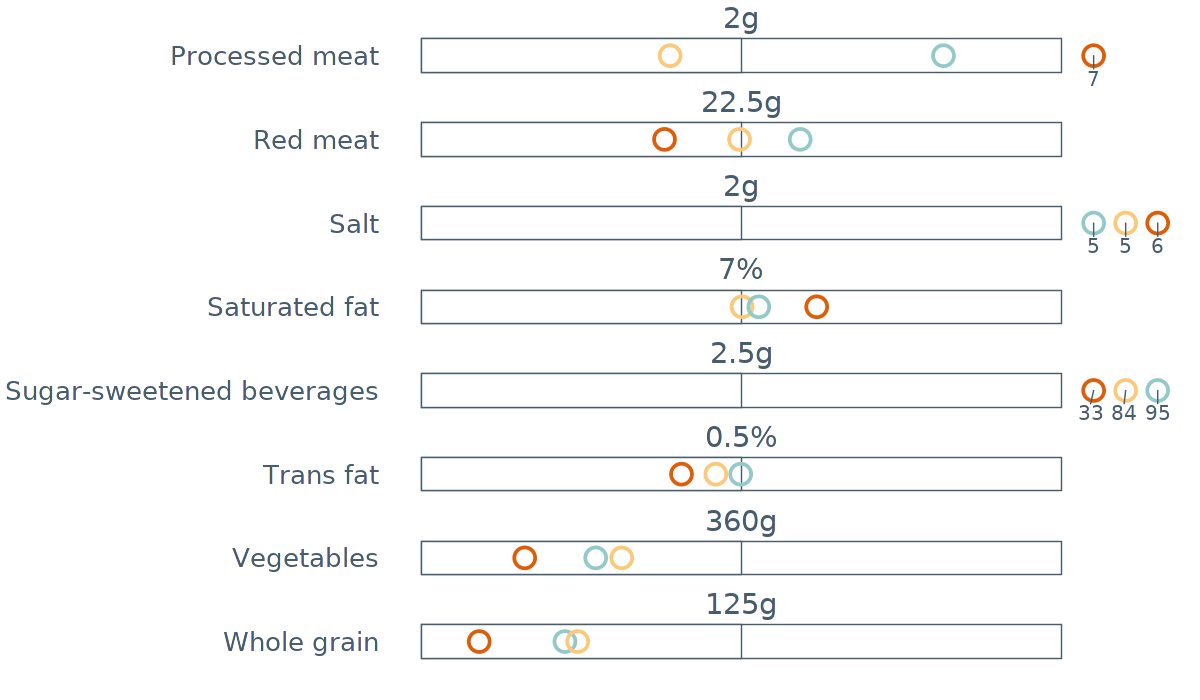 2g
Processed meat
7
22.5g
Red meat
2g
Salt
5 5 6
7%
Saturated fat
2.5g
Sugar-sweetened beverages
33 84 95
0.5%
Trans fat
360g
Vegetables
125g
Whole grain